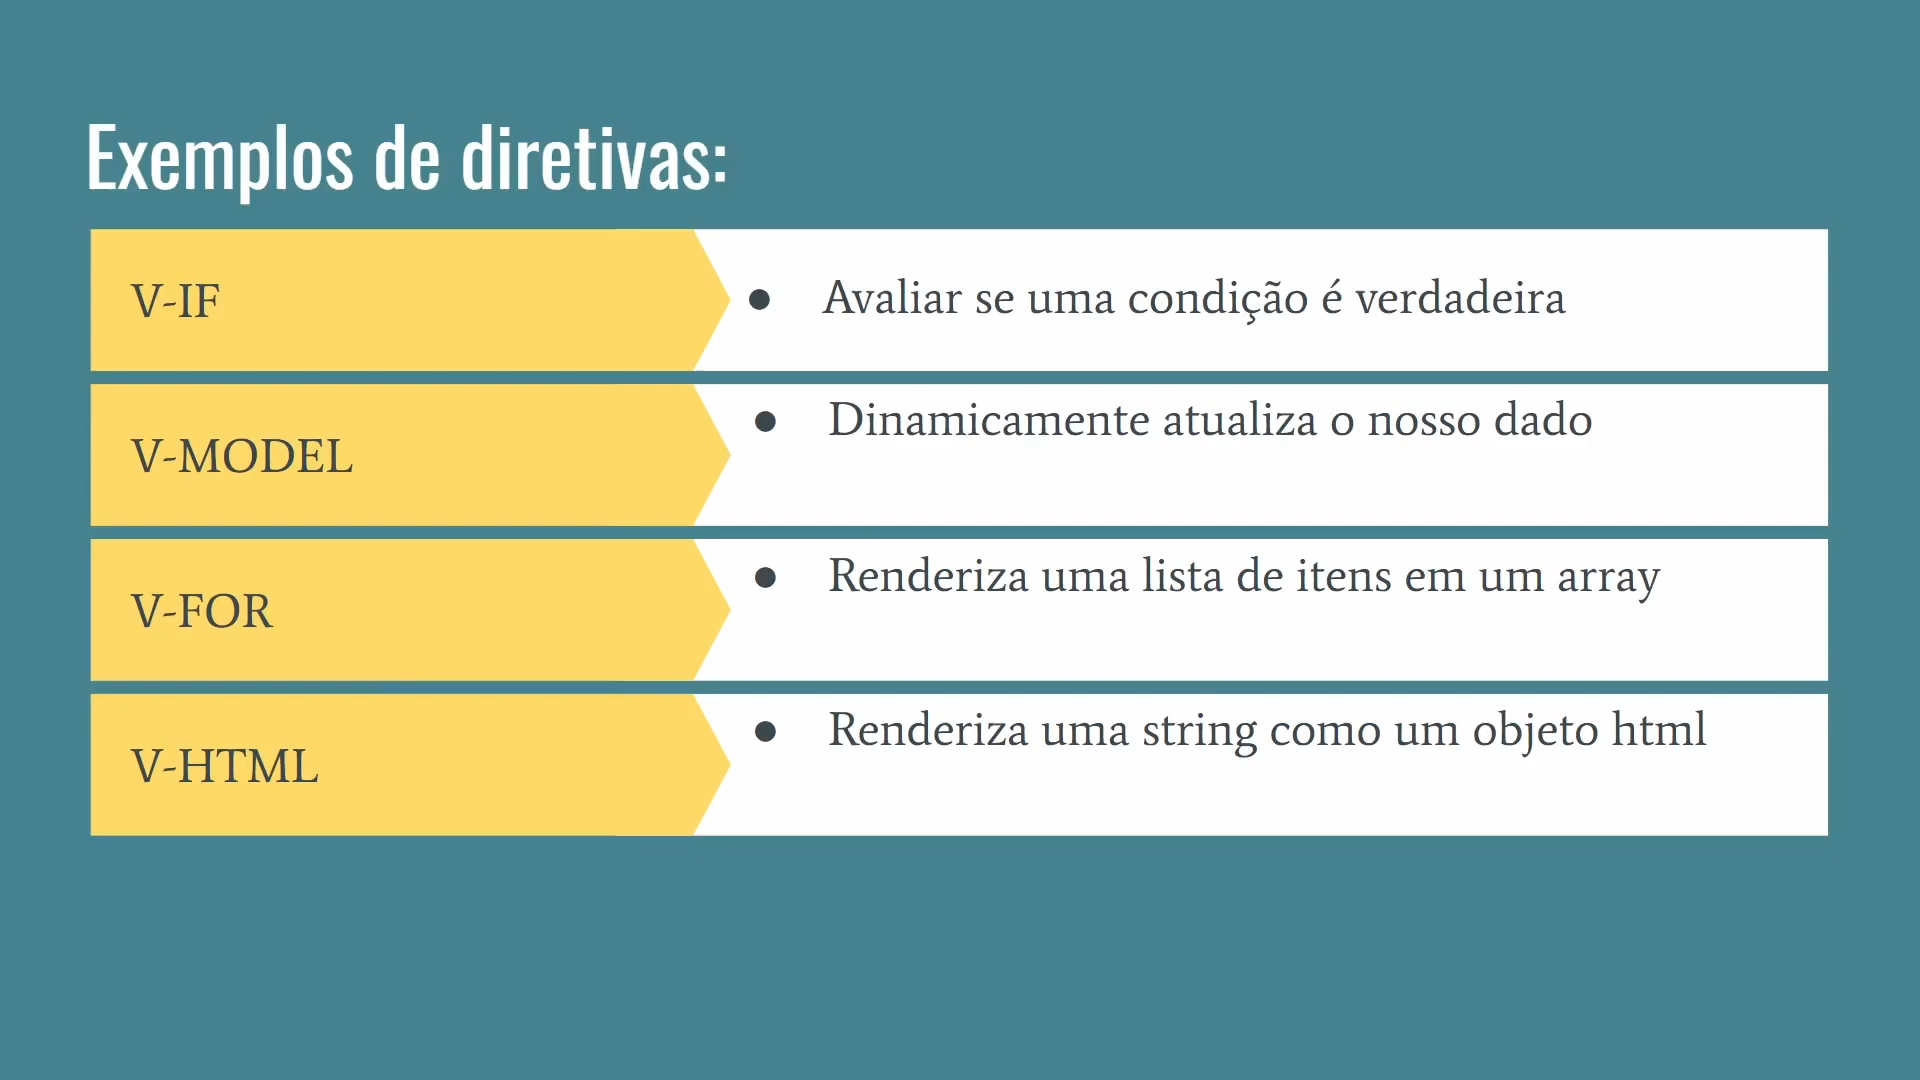 Exemplos de diretivas:
V-IF
● Avaliar se uma condição é verdadeira
V-MODEL
● Dinamicamente atualiza o nosso dado
V-FOR
● Renderiza uma lista de itens em um array
V-HTML
● Renderiza uma string como um objeto html